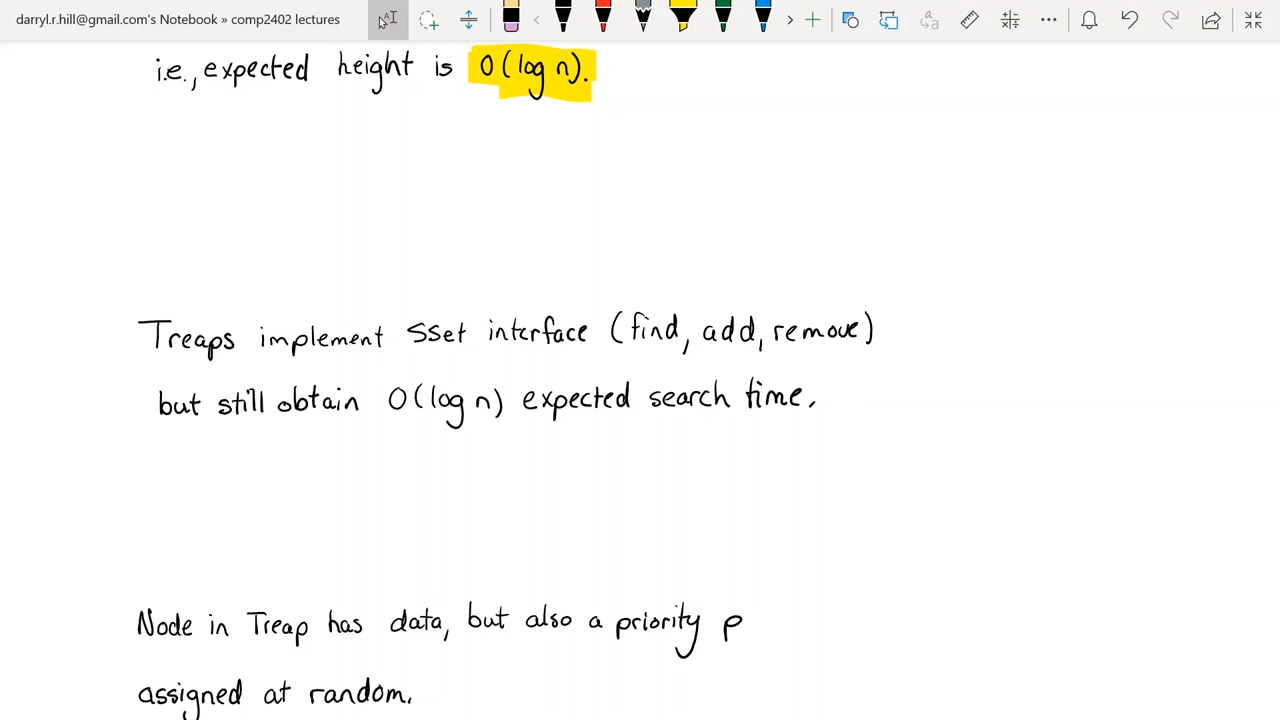 darryl.r.hill@gmail.com's Notebook » comp2402 lectures
i.e., expected height is O(log n).
Treaps implement SSet interface (find, add, remove)
but still obtain O(log n) expected search time.
Node in Treap has data, but also a priority p
assigned at random.